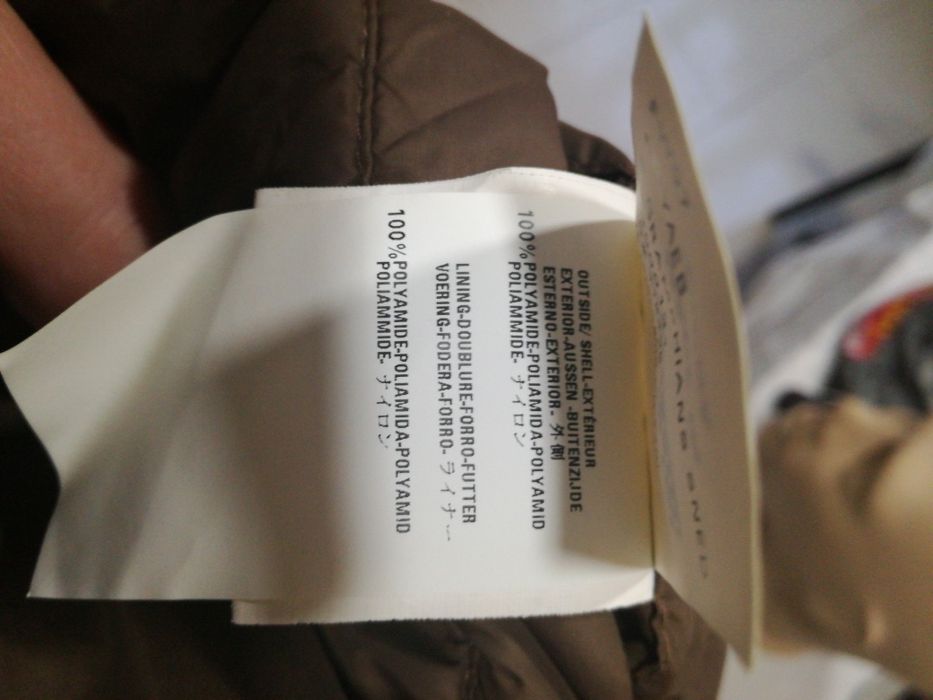 OUTSIDE/ SHELL-EXTÉRIEUR
EXTERIOR-AUSSEN -BUITENZIJDE
ESTERNO-EXTERIOR- 外側
100%POLYAMIDE-POLIAMIDA-POLYAMID
POLIAMMIDE- ナイロン
LINING-DOUBLURE-FORRO-FUTTER
VOERING-FODERA-FORRO- ライナー
100%POLYAMIDE-POLIAMIDA-POLYAMID
POLIAMMIDE- ナイロン